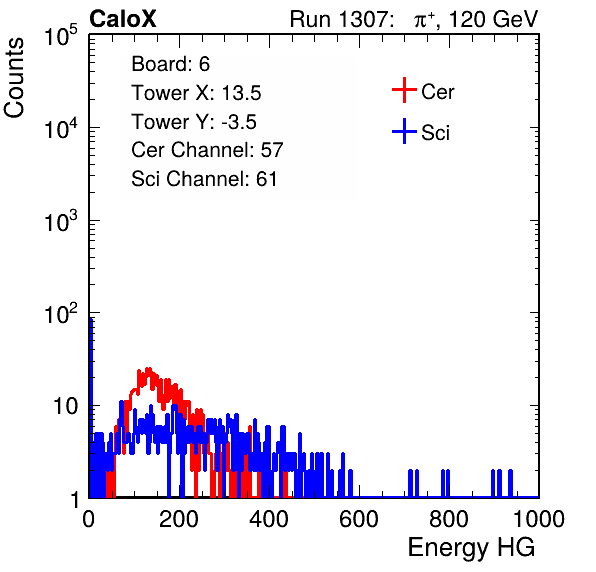 CaloX Run 1307: π⁺, 120 GeV
Counts
10⁵
10⁴
10³
10²
10
1
Board: 6
Tower X: 13.5
Tower Y: -3.5
Cer Channel: 57
Sci Channel: 61
Cer
Sci
0 200 400 600 800 1000
Energy HG